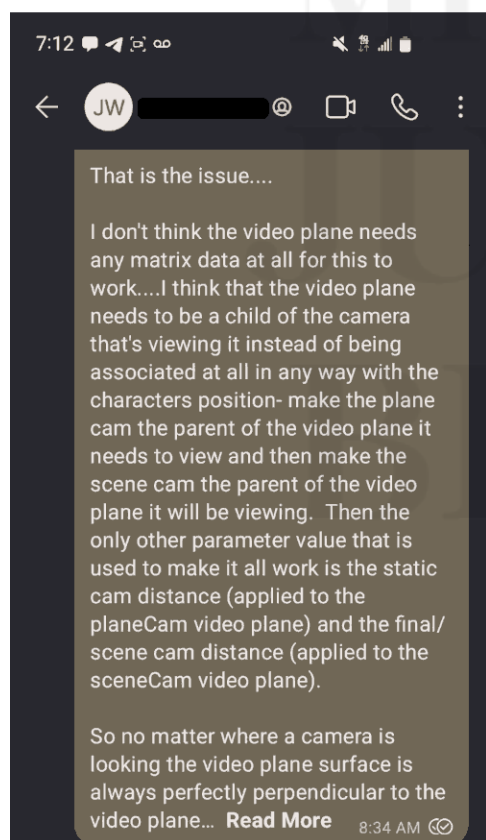 7:12
JW
That is the issue....
I don't think the video plane needs
any matrix data at all for this to
work....I think that the video plane
needs to be a child of the camera
that's viewing it instead of being
associated at all in any way with the
characters position- make the plane
cam the parent of the video plane it
needs to view and then make the
scene cam the parent of the video
plane it will be viewing.  Then the
only other parameter value that is
used to make it all work is the static
cam distance (applied to the
planeCam video plane) and the final/
scene cam distance (applied to the
sceneCam video plane).
So no matter where a camera is
looking the video plane surface is
always perfectly perpendicular to the
video plane... Read More 8:34 AM